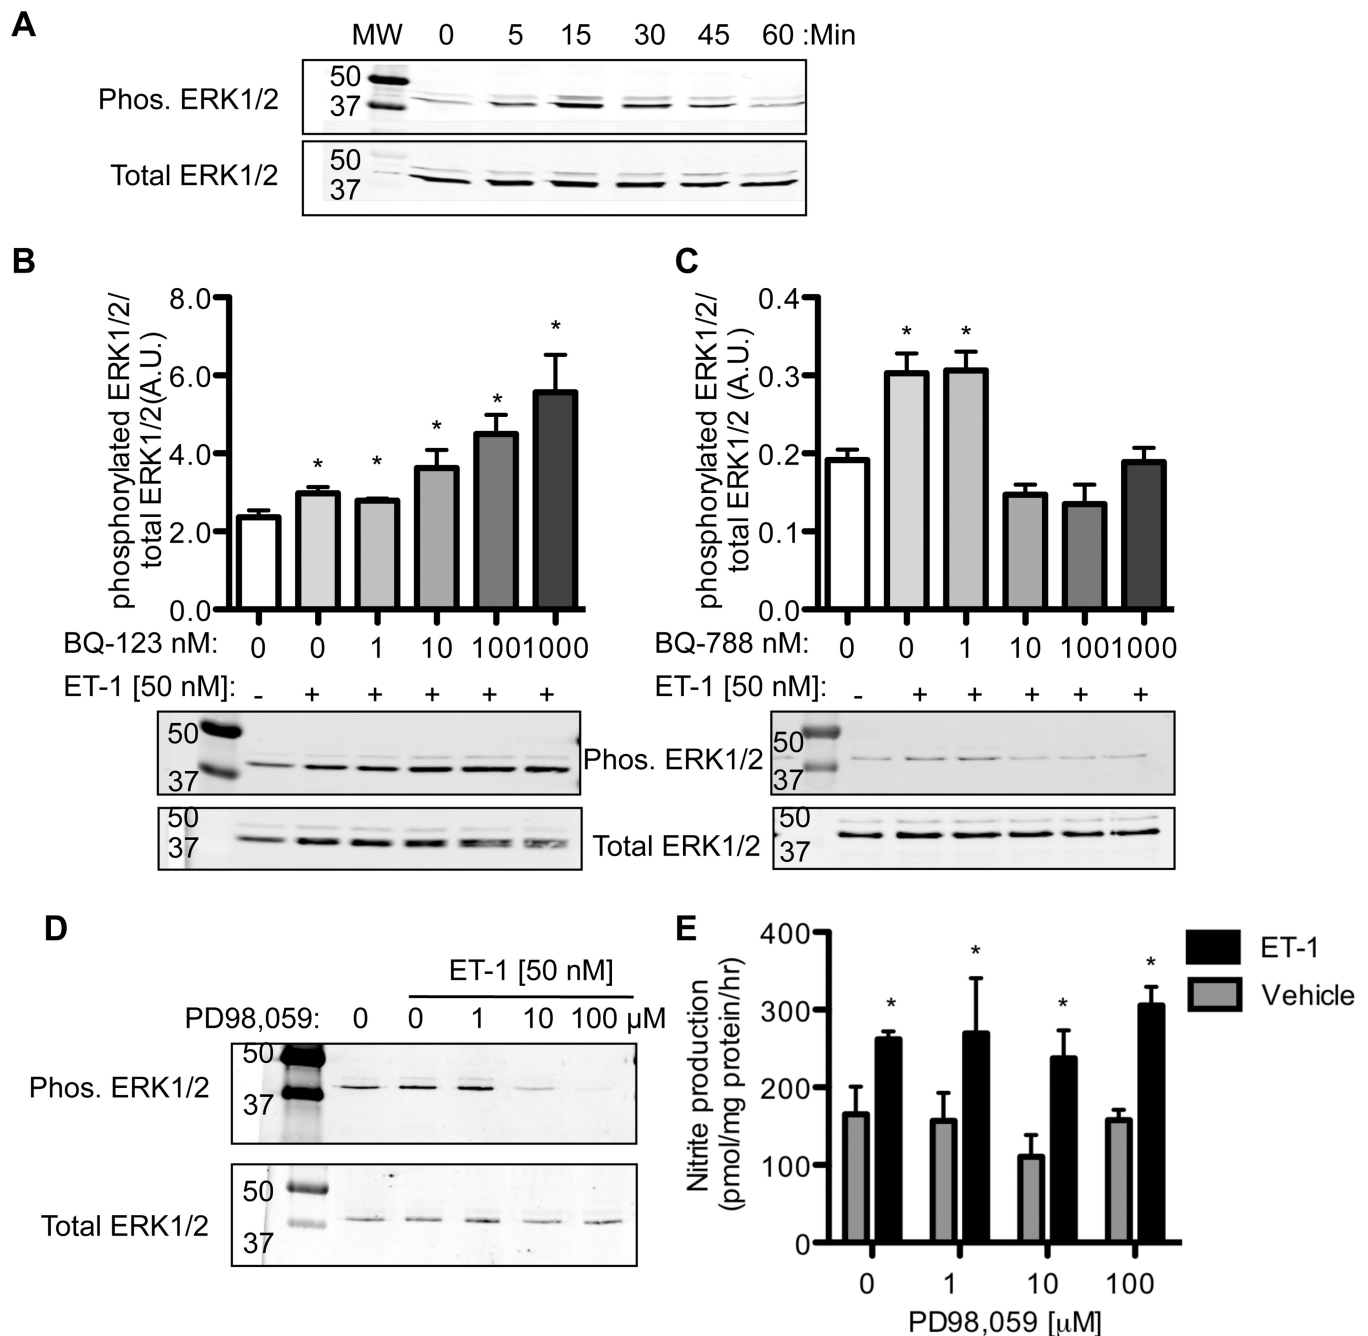 A
MW 0 5 15 30 45 60 :Min
Phos. ERK1/2
50
37
Total ERK1/2
50
37
B
phosphorylated ERK1/2/
total ERK1/2(A.U.)
8.0
6.0
4.0
2.0
0.0
* * * * *
BQ-123 nM: 0 0 1 10 100 1000
ET-1 [50 nM]: - + + + + +
50
37
50
37
C
phosphorylated ERK1/2/
total ERK1/2 (A.U.)
0.4
0.3
0.2
0.1
0.0
* *
BQ-788 nM: 0 0 1 10 100 1000
ET-1 [50 nM]: - + + + + +
Phos. ERK1/2
50
37
Total ERK1/2
50
37
D
ET-1 [50 nM]
PD98,059: 0 0 1 10 100 µM
Phos. ERK1/2
50
37
Total ERK1/2
50
37
E
Nitrite production
(pmol/mg protein/hr)
400
300
200
100
0
* * * *
ET-1
Vehicle
0 1 10 100
PD98,059 [µM]